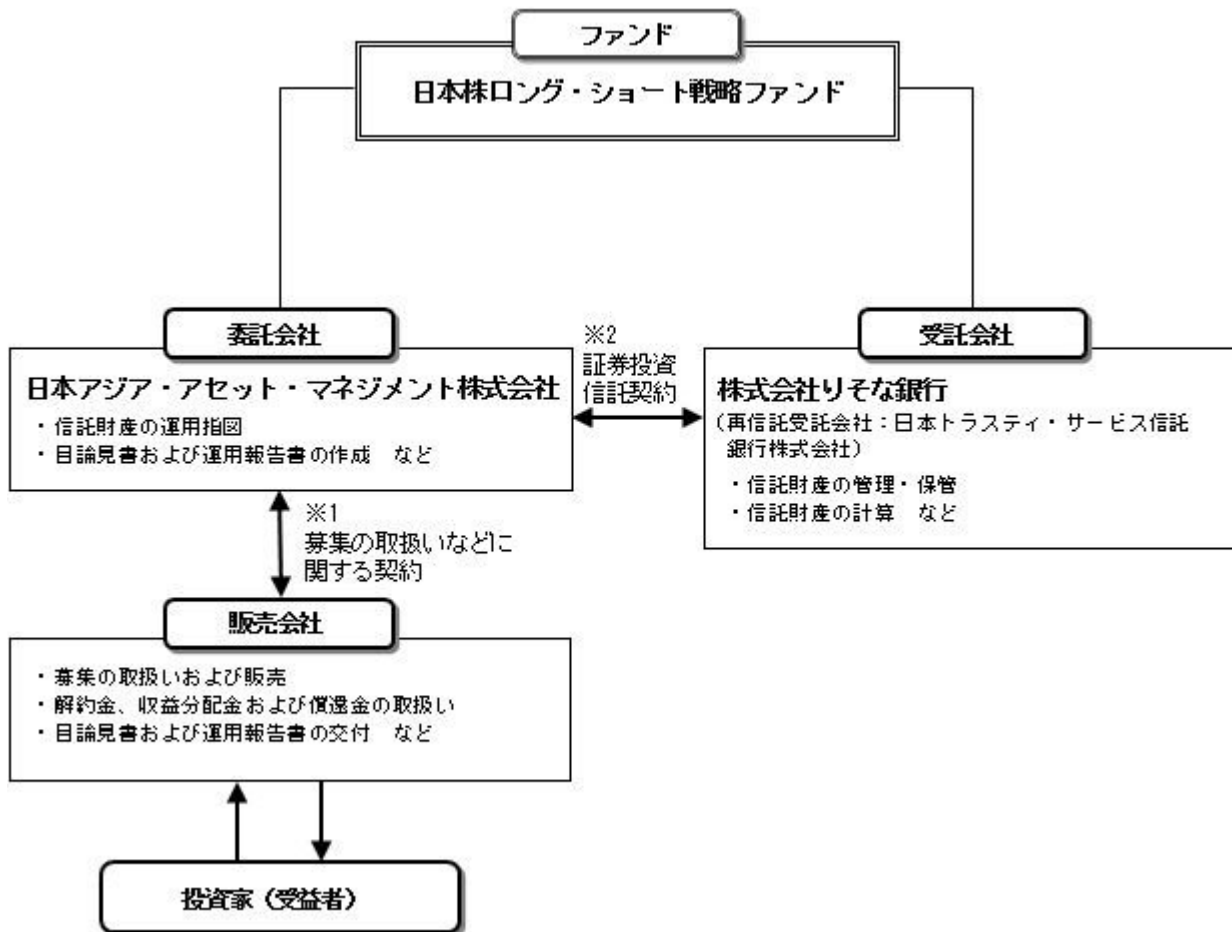 ファンド
日本株ロング・ショート戦略ファンド
委託会社
日本アジア・アセット・マネジメント株式会社
・信託財産の運用指図
・目論見書および運用報告書の作成　など
※2
証券投資
信託契約
受託会社
株式会社りそな銀行
(再信託受託会社：日本トラスティ・サービス信託
銀行株式会社)
・信託財産の管理・保管
・信託財産の計算　など
※1
募集の取扱いなどに
関する契約
販売会社
・募集の取扱いおよび販売
・解約金、収益分配金および償還金の取扱い
・目論見書および運用報告書の交付　など
投資家（受益者）